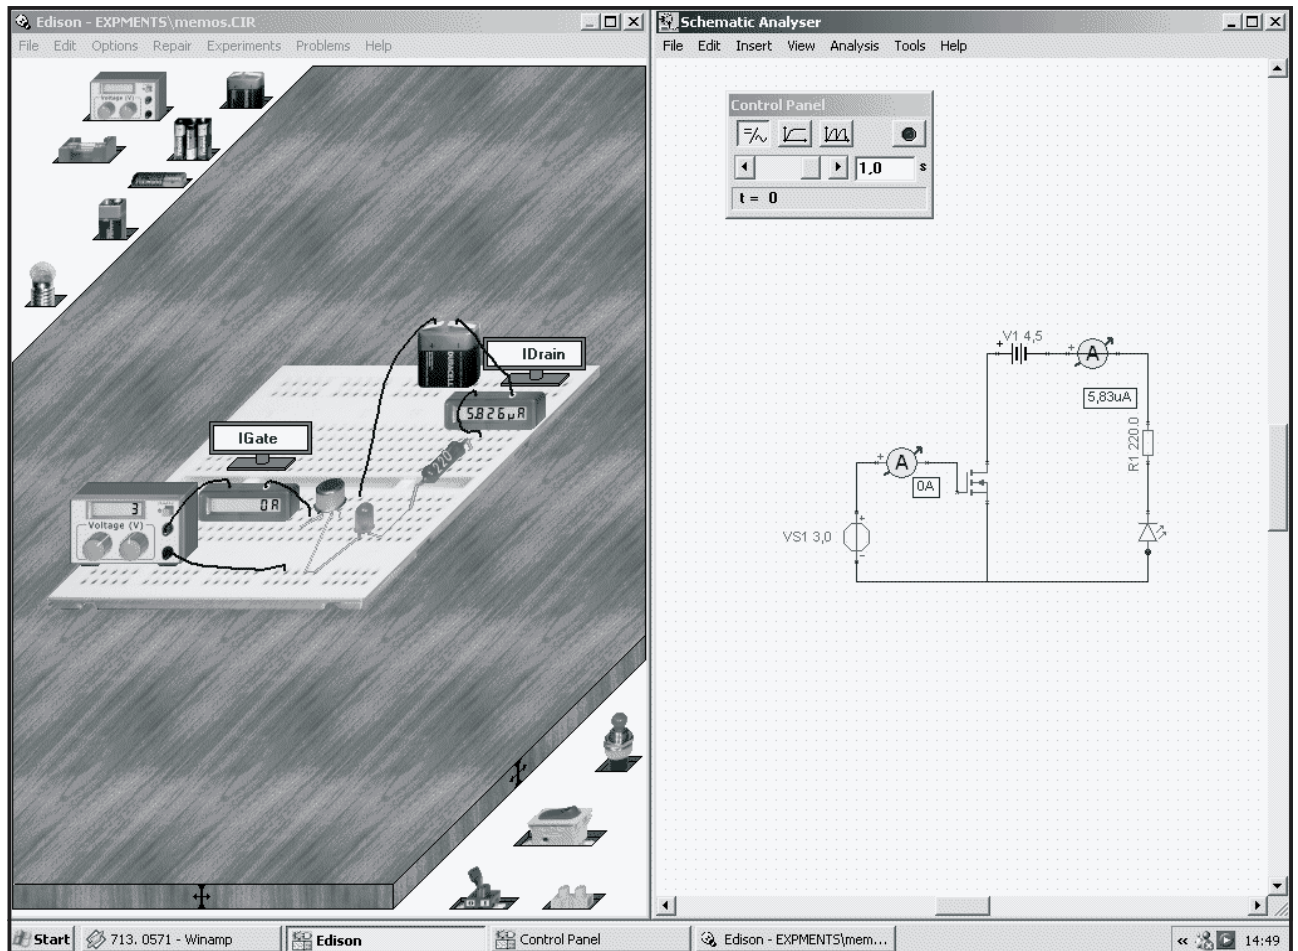 Edison - EXPMENTS\memos.CIR
File Edit Options Repair Experiments Problems Help
Voltage (V)
IDrain
5.826µA
IGate
220
0A
3
Voltage (V)
DURACELL
Schematic Analyser
File Edit Insert View Analysis Tools Help
Control Panel
1,0 s
t = 0
V1 4,5
A
5,83uA
R1 220.0
A
0A
VS1 3,0
Start
713. 0571 - Winamp
Edison
Control Panel
Edison - EXPMENTS\mem...
« 14:49